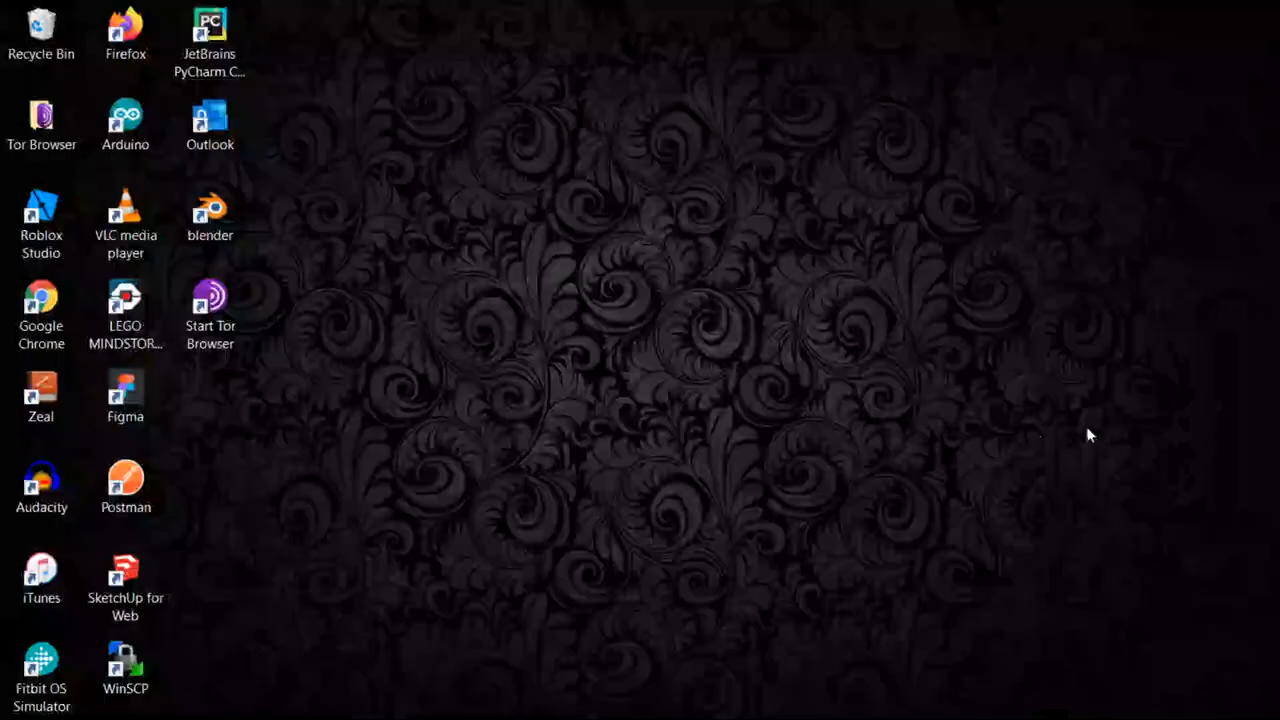 Recycle Bin
Firefox
JetBrains
PyCharm C...
Tor Browser
Arduino
Outlook
Roblox
Studio
VLC media
player
blender
Google
Chrome
LEGO
MINDSTOR...
Start Tor
Browser
Zeal
Figma
Audacity
Postman
iTunes
SketchUp for
Web
Fitbit OS
Simulator
WinSCP
PC